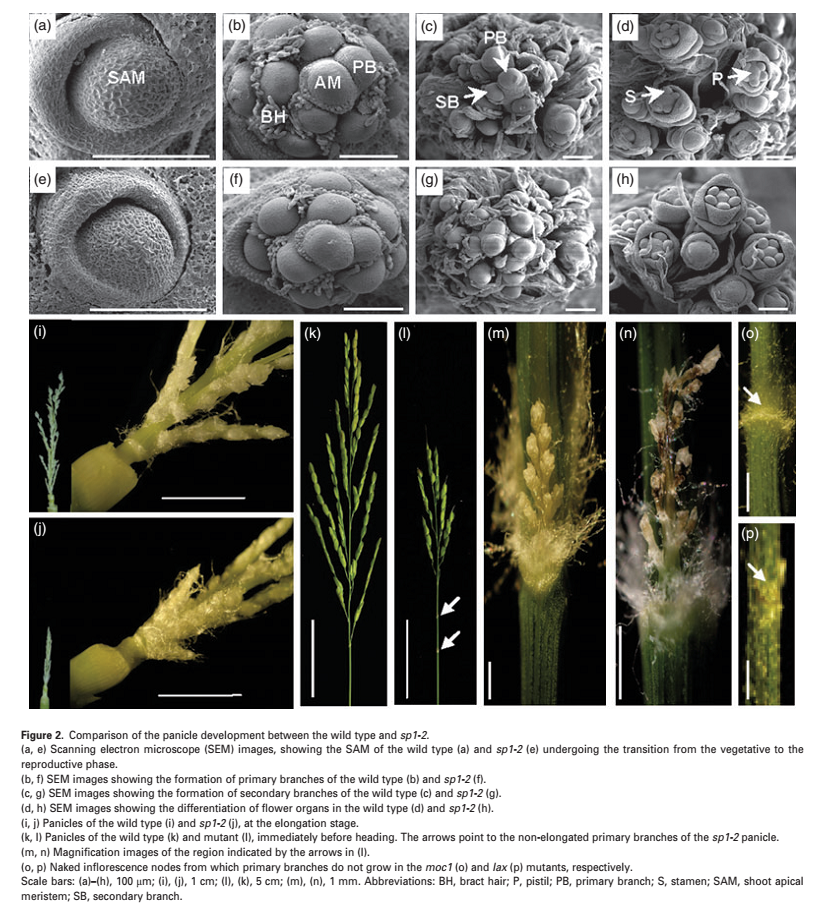 (a)
SAM
(b)
PB
AM
BH
(c)
PB
SB
(d)
P
S
(e)
(f)
(g)
(h)
(i)
(k)
(l)
(m)
(n)
(o)
(j)
(p)
Figure 2. Comparison of the panicle development between the wild type and sp1-2.
(a, e) Scanning electron microscope (SEM) images, showing the SAM of the wild type (a) and sp1-2 (e) undergoing the transition from the vegetative to the
reproductive phase.
(b, f) SEM images showing the formation of primary branches of the wild type (b) and sp1-2 (f).
(c, g) SEM images showing the formation of secondary branches of the wild type (c) and sp1-2 (g).
(d, h) SEM images showing the differentiation of flower organs in the wild type (d) and sp1-2 (h).
(i, j) Panicles of the wild type (i) and sp1-2 (j), at the elongation stage.
(k, l) Panicles of the wild type (k) and mutant (l), immediately before heading. The arrows point to the non-elongated primary branches of the sp1-2 panicle.
(m, n) Magnification images of the region indicated by the arrows in (l).
(o, p) Naked inflorescence nodes from which primary branches do not grow in the moc1 (o) and lax (p) mutants, respectively.
Scale bars: (a)–(h), 100 μm; (i), (j), 1 cm; (l), (k), 5 cm; (m), (n), 1 mm. Abbreviations: BH, bract hair; P, pistil; PB, primary branch; S, stamen; SAM, shoot apical
meristem; SB, secondary branch.